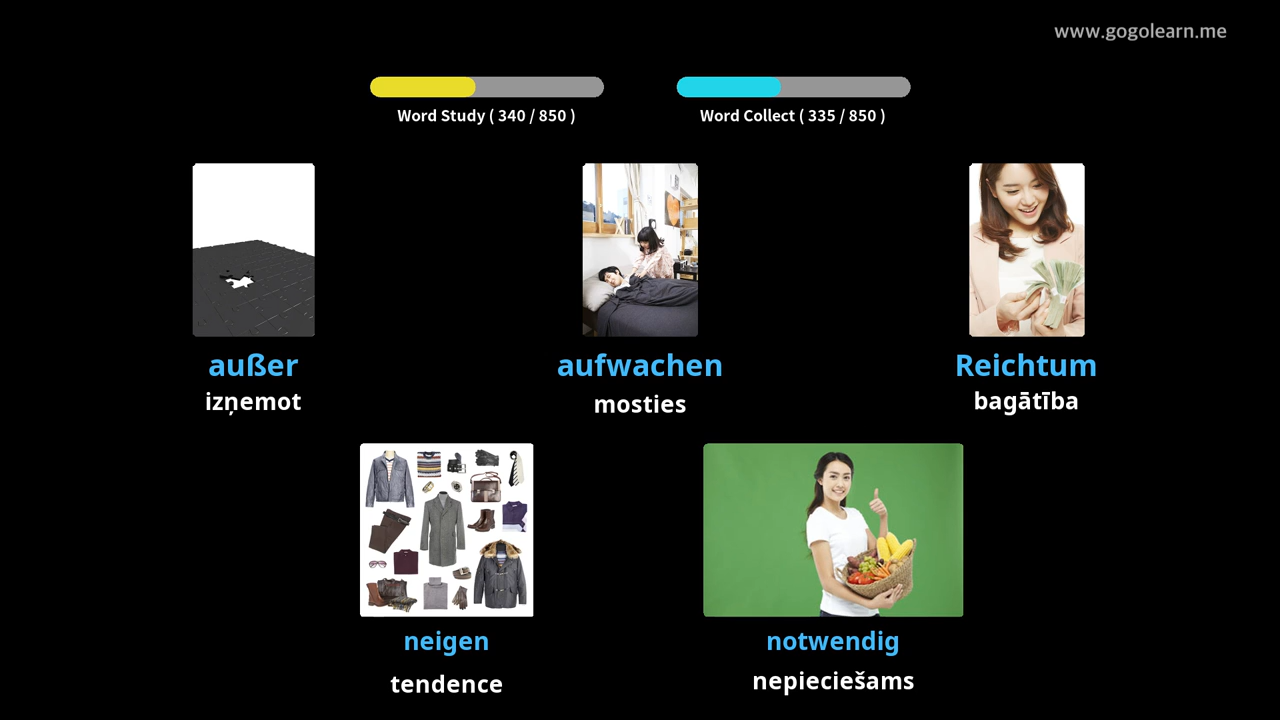 www.gogolearn.me
Word Study ( 340 / 850 )
Word Collect ( 335 / 850 )
außer
aufwachen
Reichtum
izņemot
mosties
bagātība
neigen
notwendig
tendence
nepieciešams